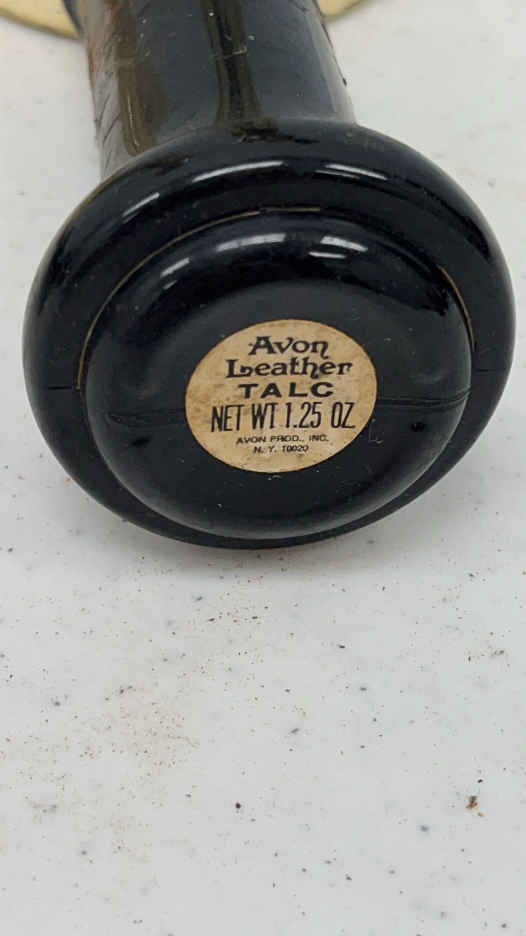 Avon
Leather
TALC
NET WT 1.25 OZ
AVON PROD., INC.
N. Y. 10020